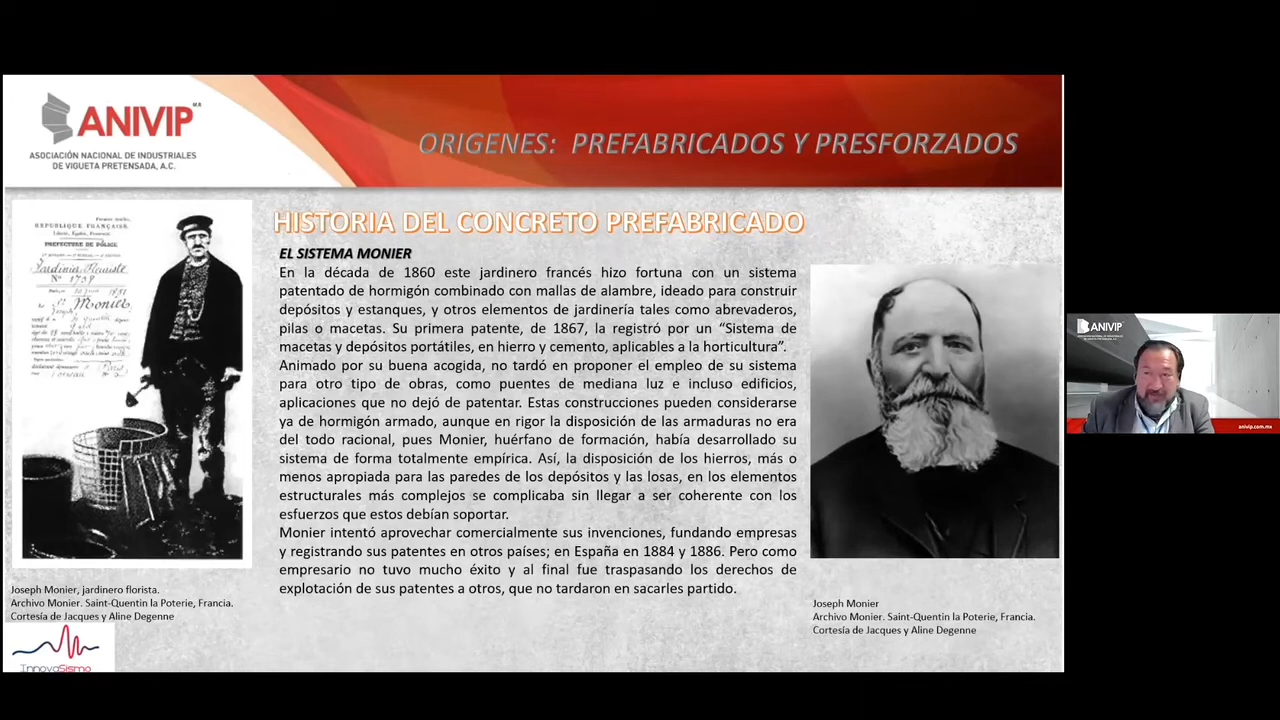 ANIVIP M.R.
ASOCIACIÓN NACIONAL DE INDUSTRIALES
DE VIGUETA PRETENSADA, A.C.
ORIGENES: PREFABRICADOS Y PRESFORZADOS
HISTORIA DEL CONCRETO PREFABRICADO
EL SISTEMA MONIER
En la década de 1860 este jardinero francés hizo fortuna con un sistema
patentado de hormigón combinado con mallas de alambre, ideado para construir
depósitos y estanques, y otros elementos de jardinería tales como abrevaderos,
pilas o macetas. Su primera patente, de 1867, la registró por un “Sistema de
macetas y depósitos portátiles, en hierro y cemento, aplicables a la horticultura”.
Animado por su buena acogida, no tardó en proponer el empleo de su sistema
para otro tipo de obras, como puentes de mediana luz e incluso edificios,
aplicaciones que no dejó de patentar. Estas construcciones pueden considerarse
ya de hormigón armado, aunque en rigor la disposición de las armaduras no era
del todo racional, pues Monier, huérfano de formación, había desarrollado su
sistema de forma totalmente empírica. Así, la disposición de los hierros, más o
menos apropiada para las paredes de los depósitos y las losas, en los elementos
estructurales más complejos se complicaba sin llegar a ser coherente con los
esfuerzos que estos debían soportar.
Monier intentó aprovechar comercialmente sus invenciones, fundando empresas
y registrando sus patentes en otros países; en España en 1884 y 1886. Pero como
empresario no tuvo mucho éxito y al final fue traspasando los derechos de
explotación de sus patentes a otros, que no tardaron en sacarles partido.
REPUBLIQUE FRANÇAISE
PREFECTURE DE POLICE
Jardinier Fleuriste
Nº 1758
Monier
Joseph Monier, jardinero florista.
Archivo Monier. Saint-Quentin la Poterie, Francia.
Cortesía de Jacques y Aline Degenne
InnovaSismo
Joseph Monier
Archivo Monier. Saint-Quentin la Poterie, Francia.
Cortesía de Jacques y Aline Degenne
ANIVIP
anivip.com.mx